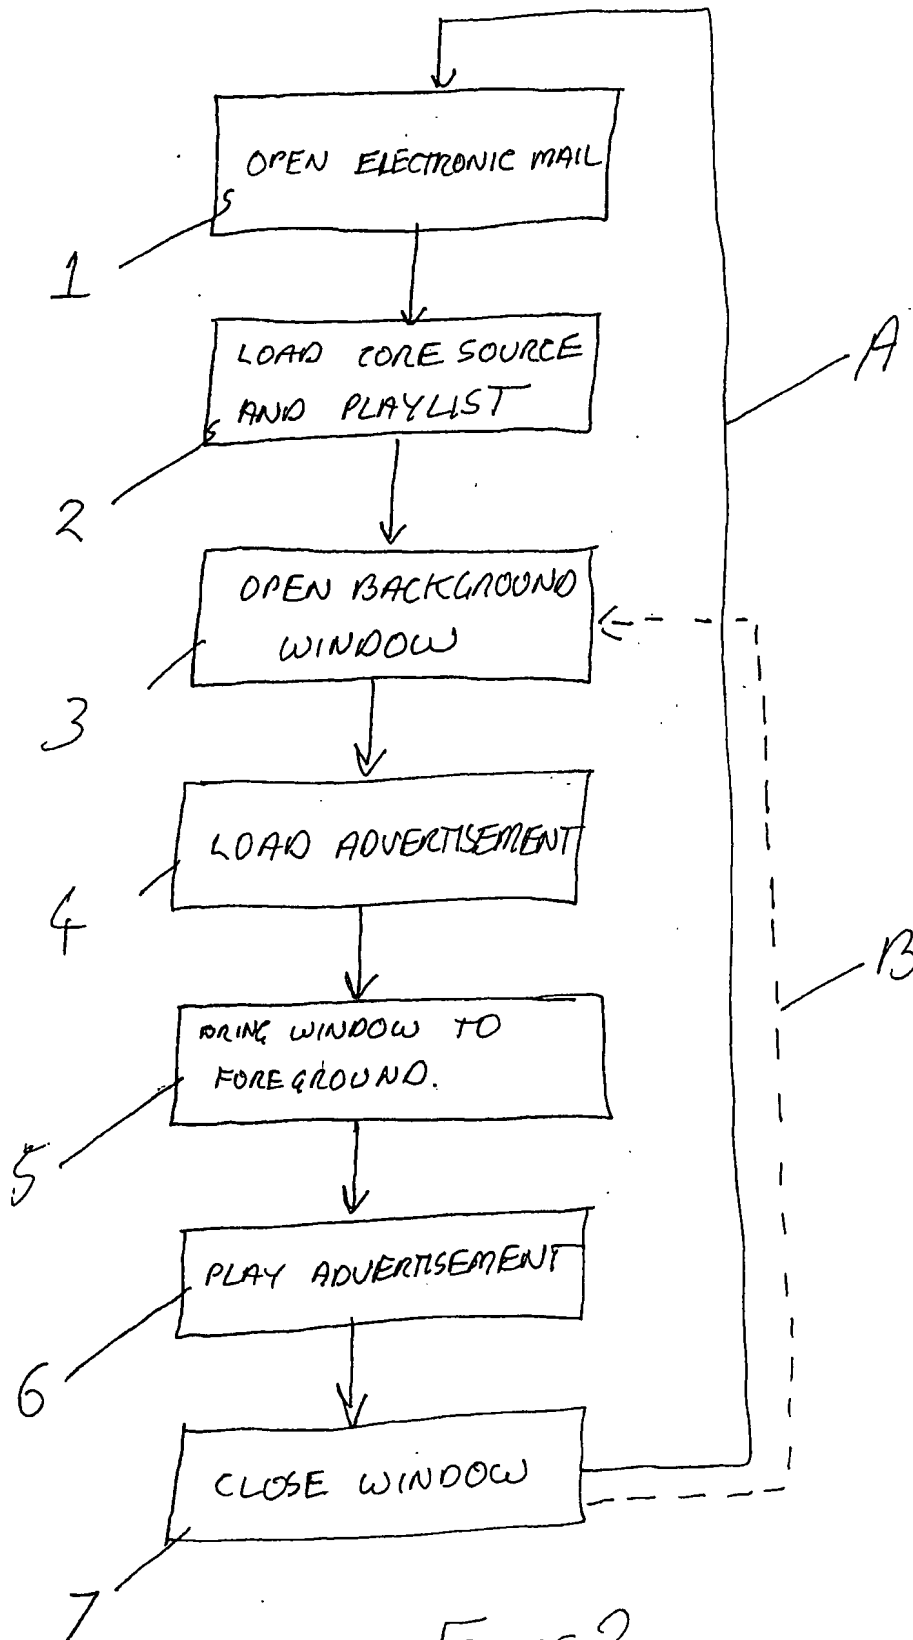 OPEN ELECTRONIC MAIL
1
LOAD CORE SOURCE
AND PLAYLIST
A
2
OPEN BACKGROUND
WINDOW
3
LOAD ADVERTISEMENT
4
B
BRING WINDOW TO
FOREGROUND.
5
PLAY ADVERTISEMENT
6
CLOSE WINDOW
7